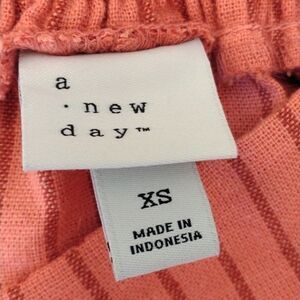 a
· new
day™
XS
MADE IN
INDONESIA